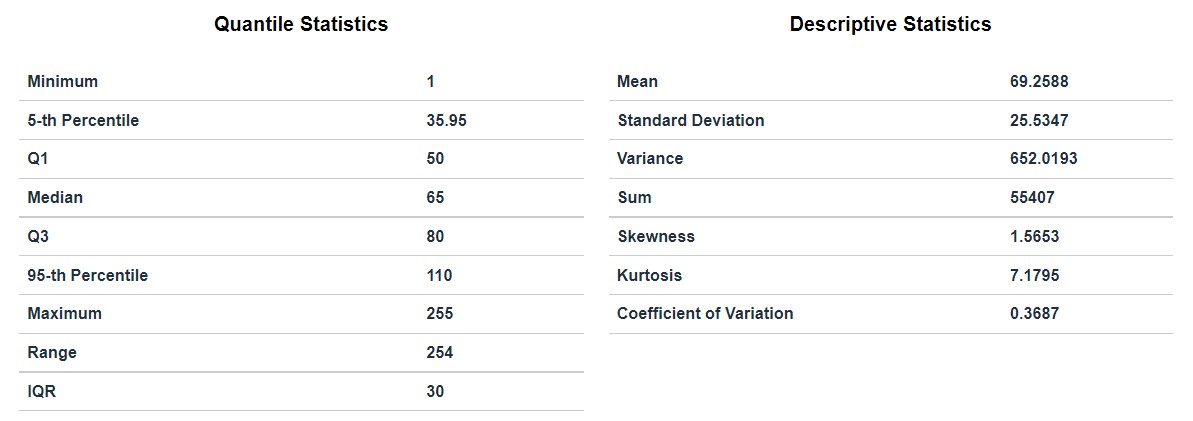 Quantile Statistics
Minimum 1
5-th Percentile 35.95
Q1 50
Median 65
Q3 80
95-th Percentile 110
Maximum 255
Range 254
IQR 30
Descriptive Statistics
Mean 69.2588
Standard Deviation 25.5347
Variance 652.0193
Sum 55407
Skewness 1.5653
Kurtosis 7.1795
Coefficient of Variation 0.3687